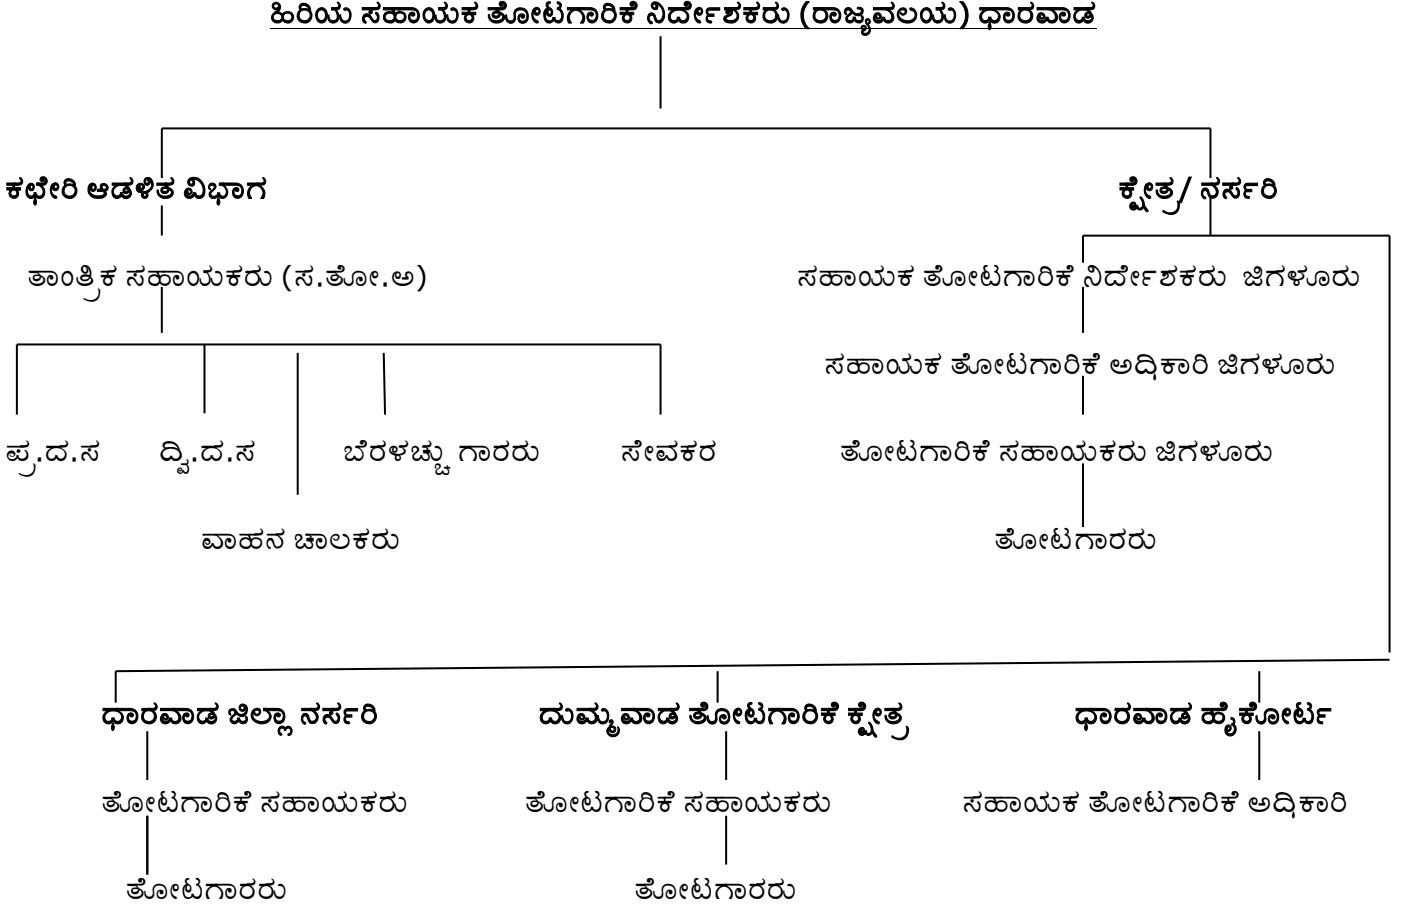 ಹಿರಿಯ ಸಹಾಯಕ ತೋಟಗಾರಿಕೆ ನಿರ್ದೇಶಕರು (ರಾಜ್ಯವಲಯ) ಧಾರವಾಡ
ಕಛೇರಿ ಆಡಳಿತ ವಿಭಾಗ
ಕ್ಷೇತ್ರ/ ನರ್ಸರಿ
ತಾಂತ್ರಿಕ ಸಹಾಯಕರು (ಸ.ತೋ.ಅ)
ಸಹಾಯಕ ತೋಟಗಾರಿಕೆ ನಿರ್ದೇಶಕರು ಜಿಗಳೂರು
ಸಹಾಯಕ ತೋಟಗಾರಿಕೆ ಅಧಿಕಾರಿ ಜಿಗಳೂರು
ಪ್ರ.ದ.ಸ
ದ್ವಿ.ದ.ಸ
ಬೆರಳಚ್ಚು ಗಾರರು
ಸೇವಕರ
ತೋಟಗಾರಿಕೆ ಸಹಾಯಕರು ಜಿಗಳೂರು
ವಾಹನ ಚಾಲಕರು
ತೋಟಗಾರರು
ಧಾರವಾಡ ಜಿಲ್ಲಾ ನರ್ಸರಿ
ದುಮ್ಮವಾಡ ತೋಟಗಾರಿಕೆ ಕ್ಷೇತ್ರ
ಧಾರವಾಡ ಹೈಕೋರ್ಟ
ತೋಟಗಾರಿಕೆ ಸಹಾಯಕರು
ತೋಟಗಾರಿಕೆ ಸಹಾಯಕರು
ಸಹಾಯಕ ತೋಟಗಾರಿಕೆ ಅಧಿಕಾರಿ
ತೋಟಗಾರರು
ತೋಟಗಾರರು